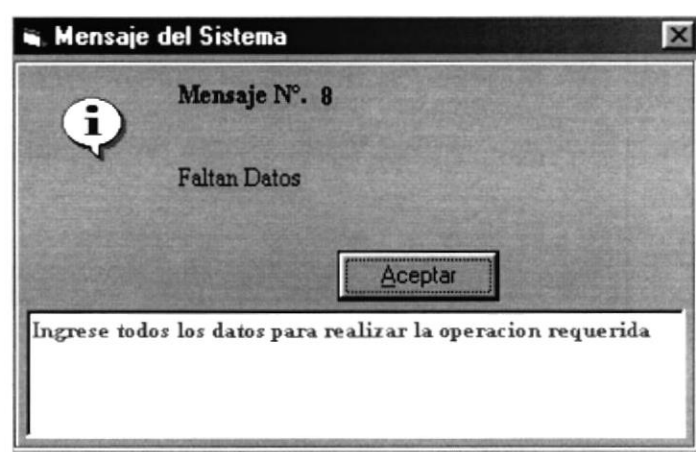 Mensaje del Sistema
Mensaje N°. 8
Faltan Datos
Aceptar
Ingrese todos los datos para realizar la operacion requerida